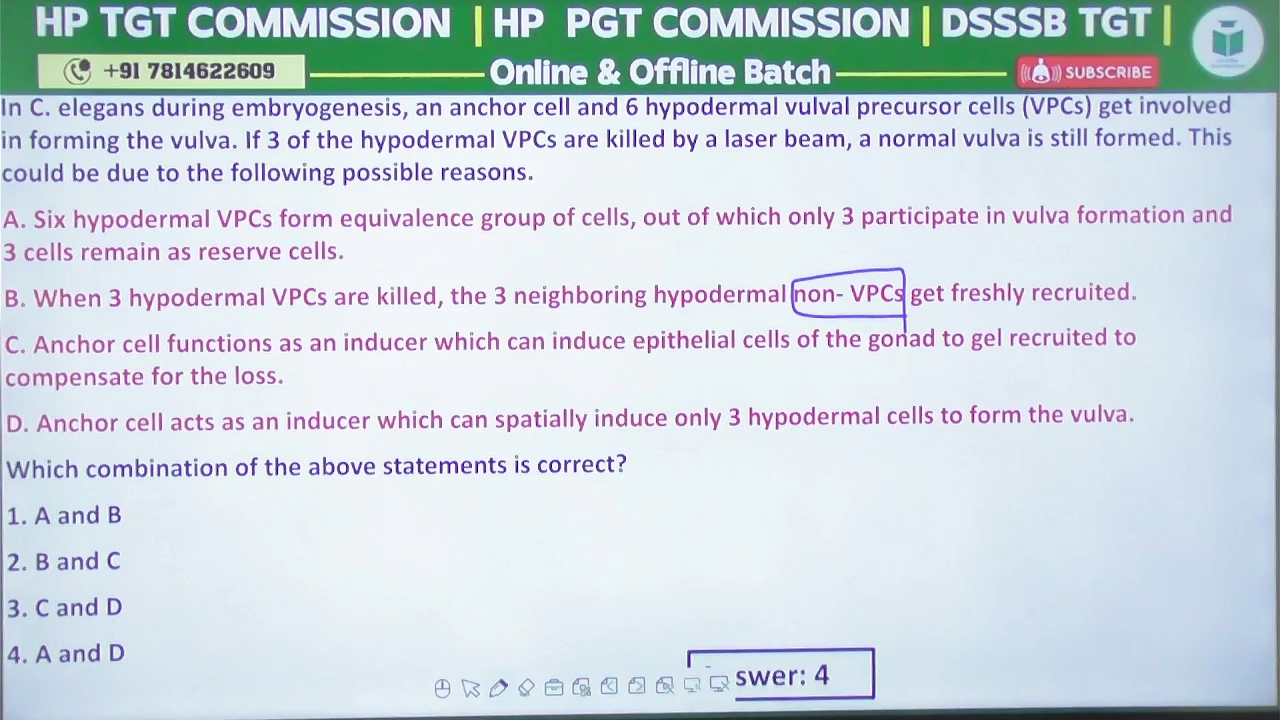 HP TGT COMMISSION | HP PGT COMMISSION | DSSSB TGT |
+91 7814622609
Online & Offline Batch
SUBSCRIBE
In C. elegans during embryogenesis, an anchor cell and 6 hypodermal vulval precursor cells (VPCs) get involved
in forming the vulva. If 3 of the hypodermal VPCs are killed by a laser beam, a normal vulva is still formed. This
could be due to the following possible reasons.
A. Six hypodermal VPCs form equivalence group of cells, out of which only 3 participate in vulva formation and
3 cells remain as reserve cells.
B. When 3 hypodermal VPCs are killed, the 3 neighboring hypodermal non- VPCs get freshly recruited.
C. Anchor cell functions as an inducer which can induce epithelial cells of the gonad to gel recruited to
compensate for the loss.
D. Anchor cell acts as an inducer which can spatially induce only 3 hypodermal cells to form the vulva.
Which combination of the above statements is correct?
1. A and B
2. B and C
3. C and D
4. A and D
swer: 4